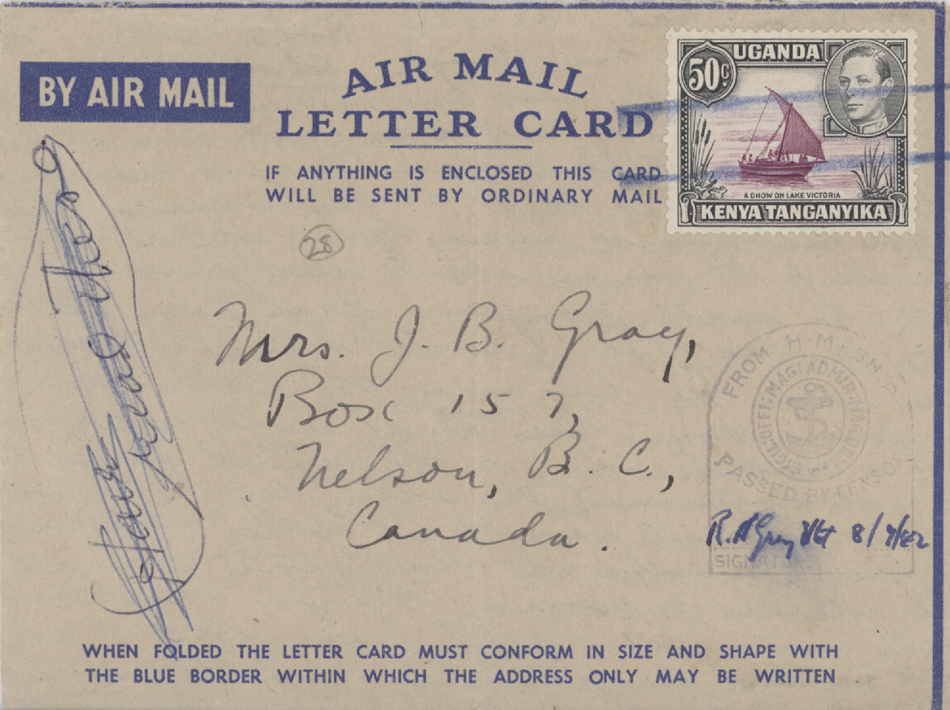 BY AIR MAIL
AIR MAIL
LETTER CARD
IF ANYTHING IS ENCLOSED THIS CARD
WILL BE SENT BY ORDINARY MAIL
UGANDA
50c
A DHOW ON LAKE VICTORIA
KENYA TANGANYIKA
28
Mrs. J. B. Gray,
Box 157,
Nelson, B. C.,
Canada.
FROM H.M. SHIP
PASSED BY CENSOR
R. H. Gray
WHEN FOLDED THE LETTER CARD MUST CONFORM IN SIZE AND SHAPE WITH
THE BLUE BORDER WITHIN WHICH THE ADDRESS ONLY MAY BE WRITTEN